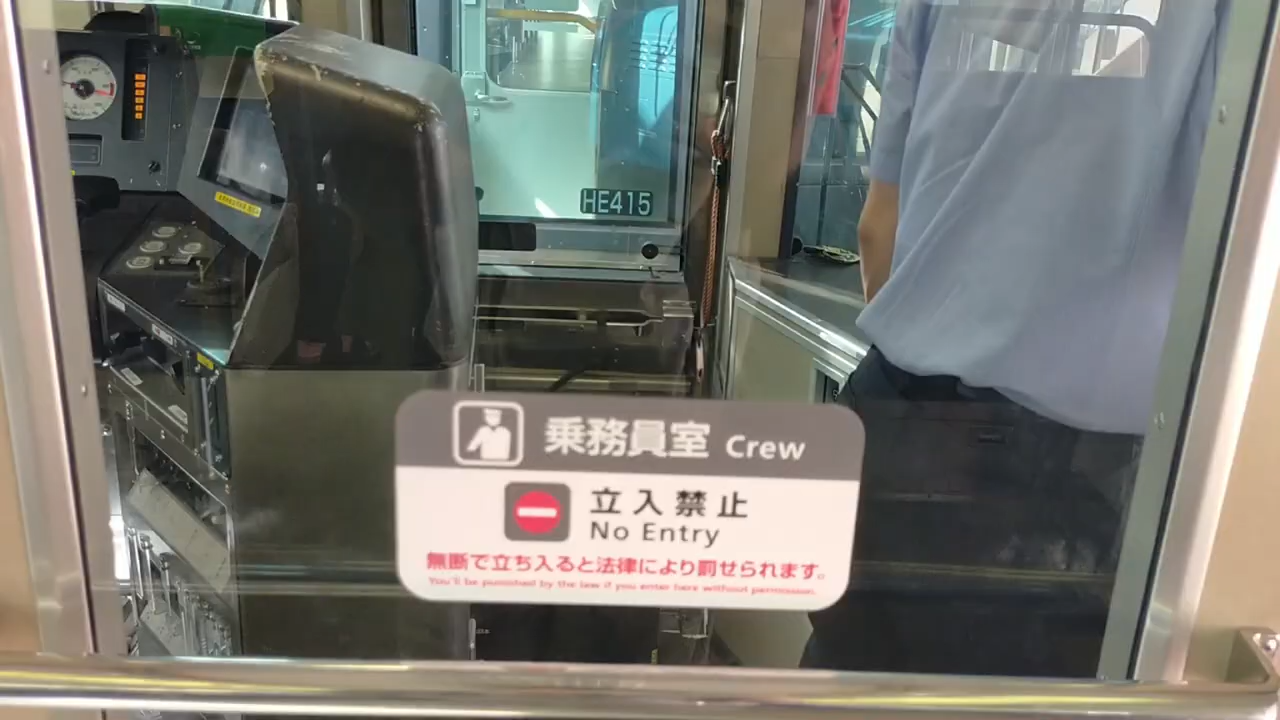 HE415
乗務員室 Crew
立入禁止
No Entry
無断で立ち入ると法律により罰せられます。
You'll be punished by the law if you enter here without permission.